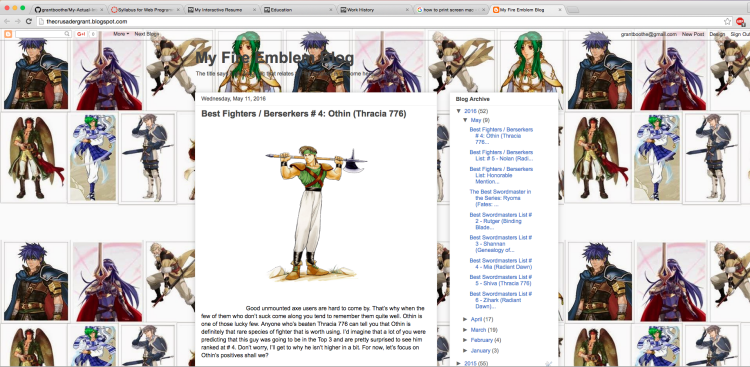 grantboothe/My-Actual-In
Syllabus for Web Program
My Interactive Resume
Education
Work History
how to print screen mac
My Fire Emblem Blog
thecrusadergrant.blogspot.com
G+1 0 More Next Blog»
grantboothe@gmail.com New Post Design Sign Out
My Fire Emblem Blog
The title says
Wednesday, May 11, 2016
Best Fighters / Berserkers # 4: Othin (Thracia 776)
Good unmounted axe users are hard to come by. That's why when the
few of them who don't suck come along you tend to remember them quite well. Othin is
one of those lucky few. Anyone who's beaten Thracia 776 can tell you that Othin is
definitely that rare species of fighter that is worth using. I'd imagine that a lot of you were
predicting that this guy was going to be in the Top 3 and are pretty surprised to see him
ranked at # 4. Don't worry, I'll get to why he isn't higher in a bit. For now, let's focus on
Othin's positives shall we?
Blog Archive
▼ 2016 (52)
▼ May (9)
Best Fighters / Berserkers
# 4: Othin (Thracia
776...
Best Fighters / Berserkers
List: # 5 - Nolan (Radi...
Best Fighters / Berserkers
List: Honorable
Mention...
The Best Swordmaster in
the Series: Ryoma
(Fates: ...
Best Swordmasters List #
2 - Rutger (Binding
Blade...
Best Swordmasters List #
3 - Shannan
(Genealogy of...
Best Swordmasters List #
4 - Mia (Radiant Dawn)
Best Swordmasters List #
5 - Shiva (Thracia 776)
Best Swordmasters List #
6 - Zihark (Radiant
Dawn)...
► April (17)
► March (19)
► February (4)
► January (3)
► 2015 (55)